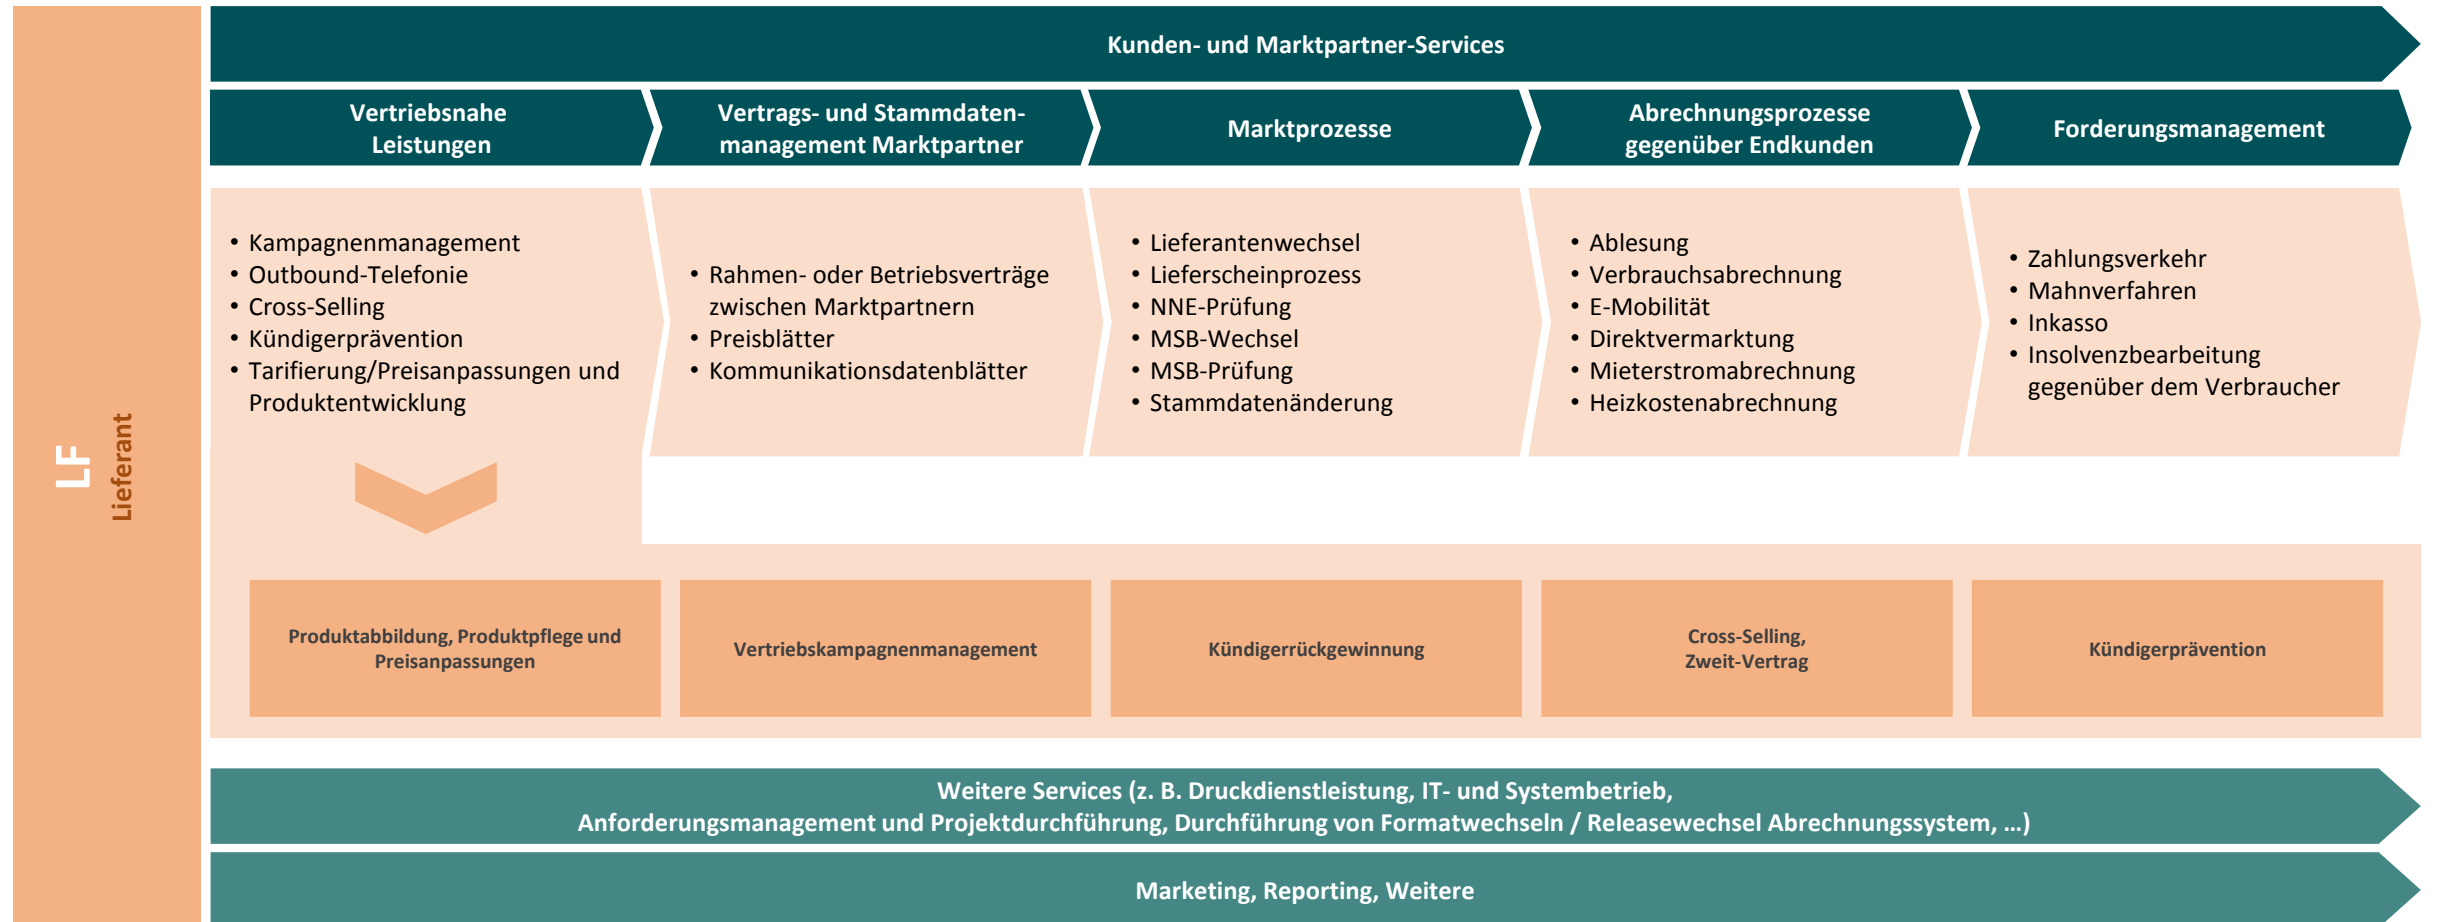 LF
Lieferant
Kunden- und Marktpartner-Services
Vertriebsnahe
Leistungen
Vertrags- und Stammdaten-
management Marktpartner
Marktprozesse
Abrechnungsprozesse
gegenüber Endkunden
Forderungsmanagement
• Kampagnenmanagement
• Outbound-Telefonie
• Cross-Selling
• Kündigerprävention
• Tarifierung/Preisanpassungen und
Produktentwicklung
• Rahmen- oder Betriebsverträge
zwischen Marktpartnern
• Preisblätter
• Kommunikationsdatenblätter
• Lieferantenwechsel
• Lieferscheinprozess
• NNE-Prüfung
• MSB-Wechsel
• MSB-Prüfung
• Stammdatenänderung
• Ablesung
• Verbrauchsabrechnung
• E-Mobilität
• Direktvermarktung
• Mieterstromabrechnung
• Heizkostenabrechnung
• Zahlungsverkehr
• Mahnverfahren
• Inkasso
• Insolvenzbearbeitung
gegenüber dem Verbraucher
Produktabbildung, Produktpflege und
Preisanpassungen
Vertriebskampagnenmanagement
Kündigerrückgewinnung
Cross-Selling,
Zweit-Vertrag
Kündigerprävention
Weitere Services (z. B. Druckdienstleistung, IT- und Systembetrieb,
Anforderungsmanagement und Projektdurchführung, Durchführung von Formatwechseln / Releasewechsel Abrechnungssystem, …)
Marketing, Reporting, Weitere